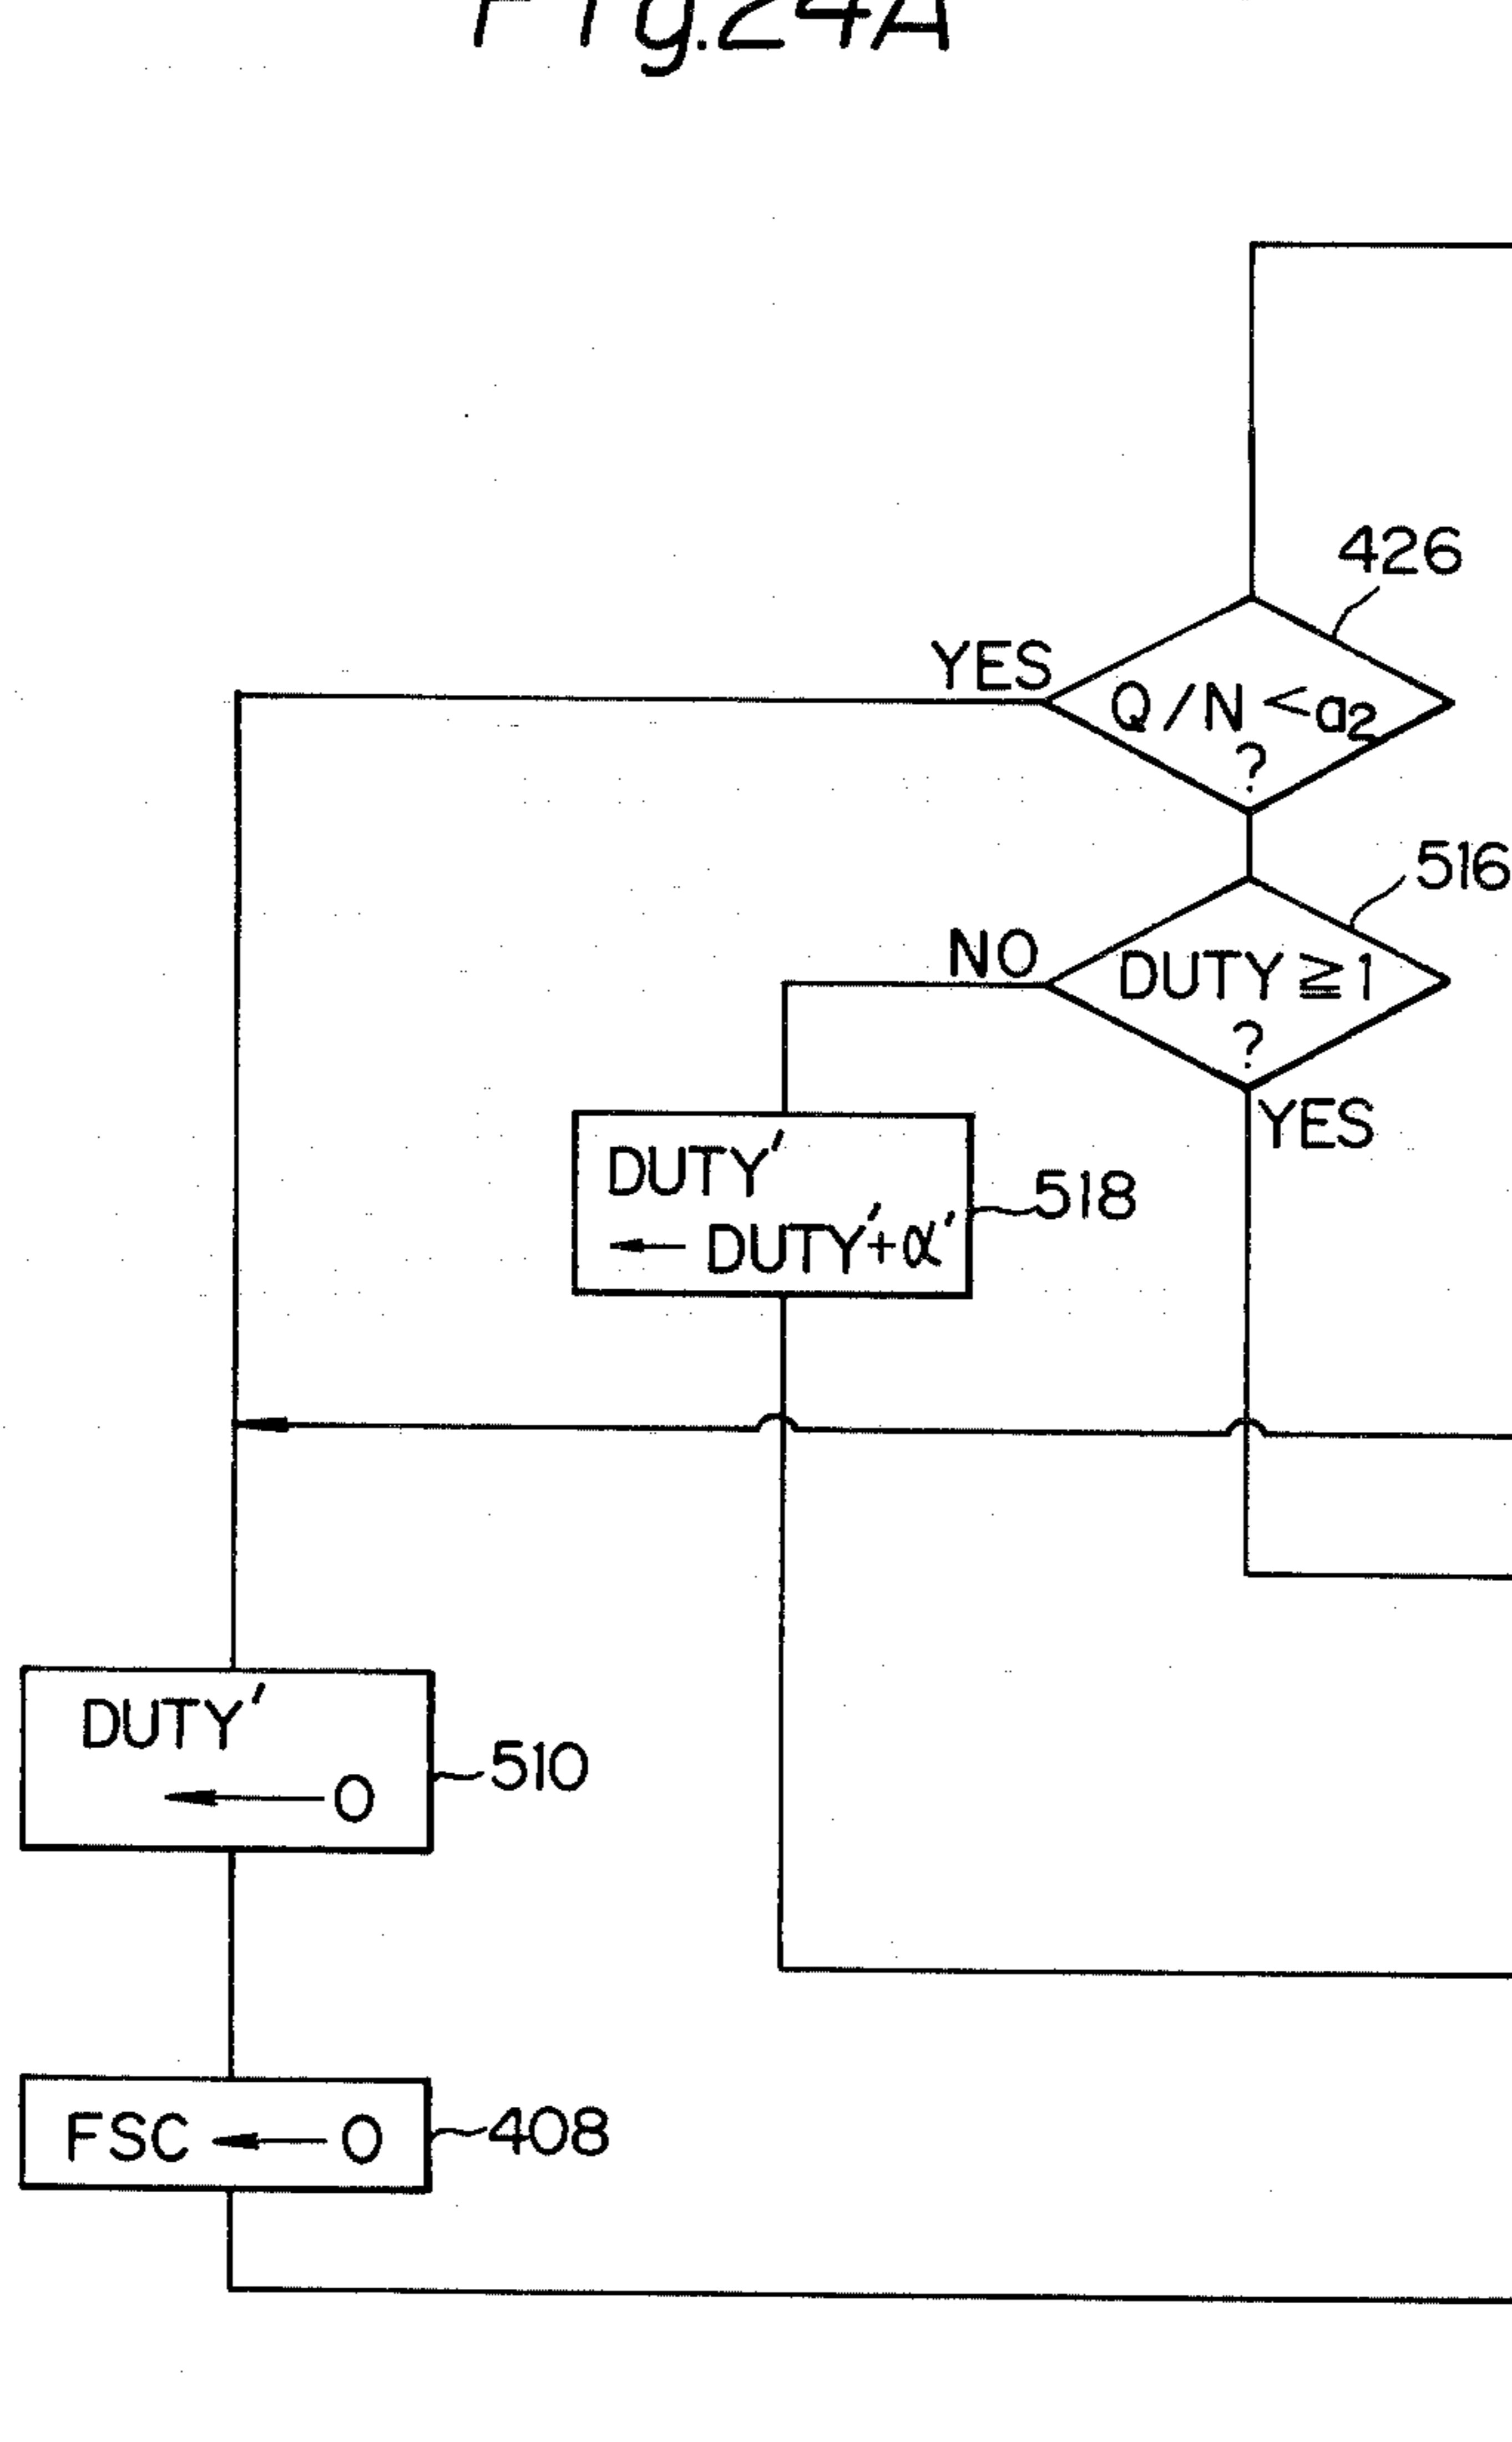 Fig.24A
426
YES
Q/N<a2
?
516
NO
DUTY≧1
?
YES
DUTY'
← DUTY'+α'
518
DUTY'
← 0
510
FSC ← 0
408